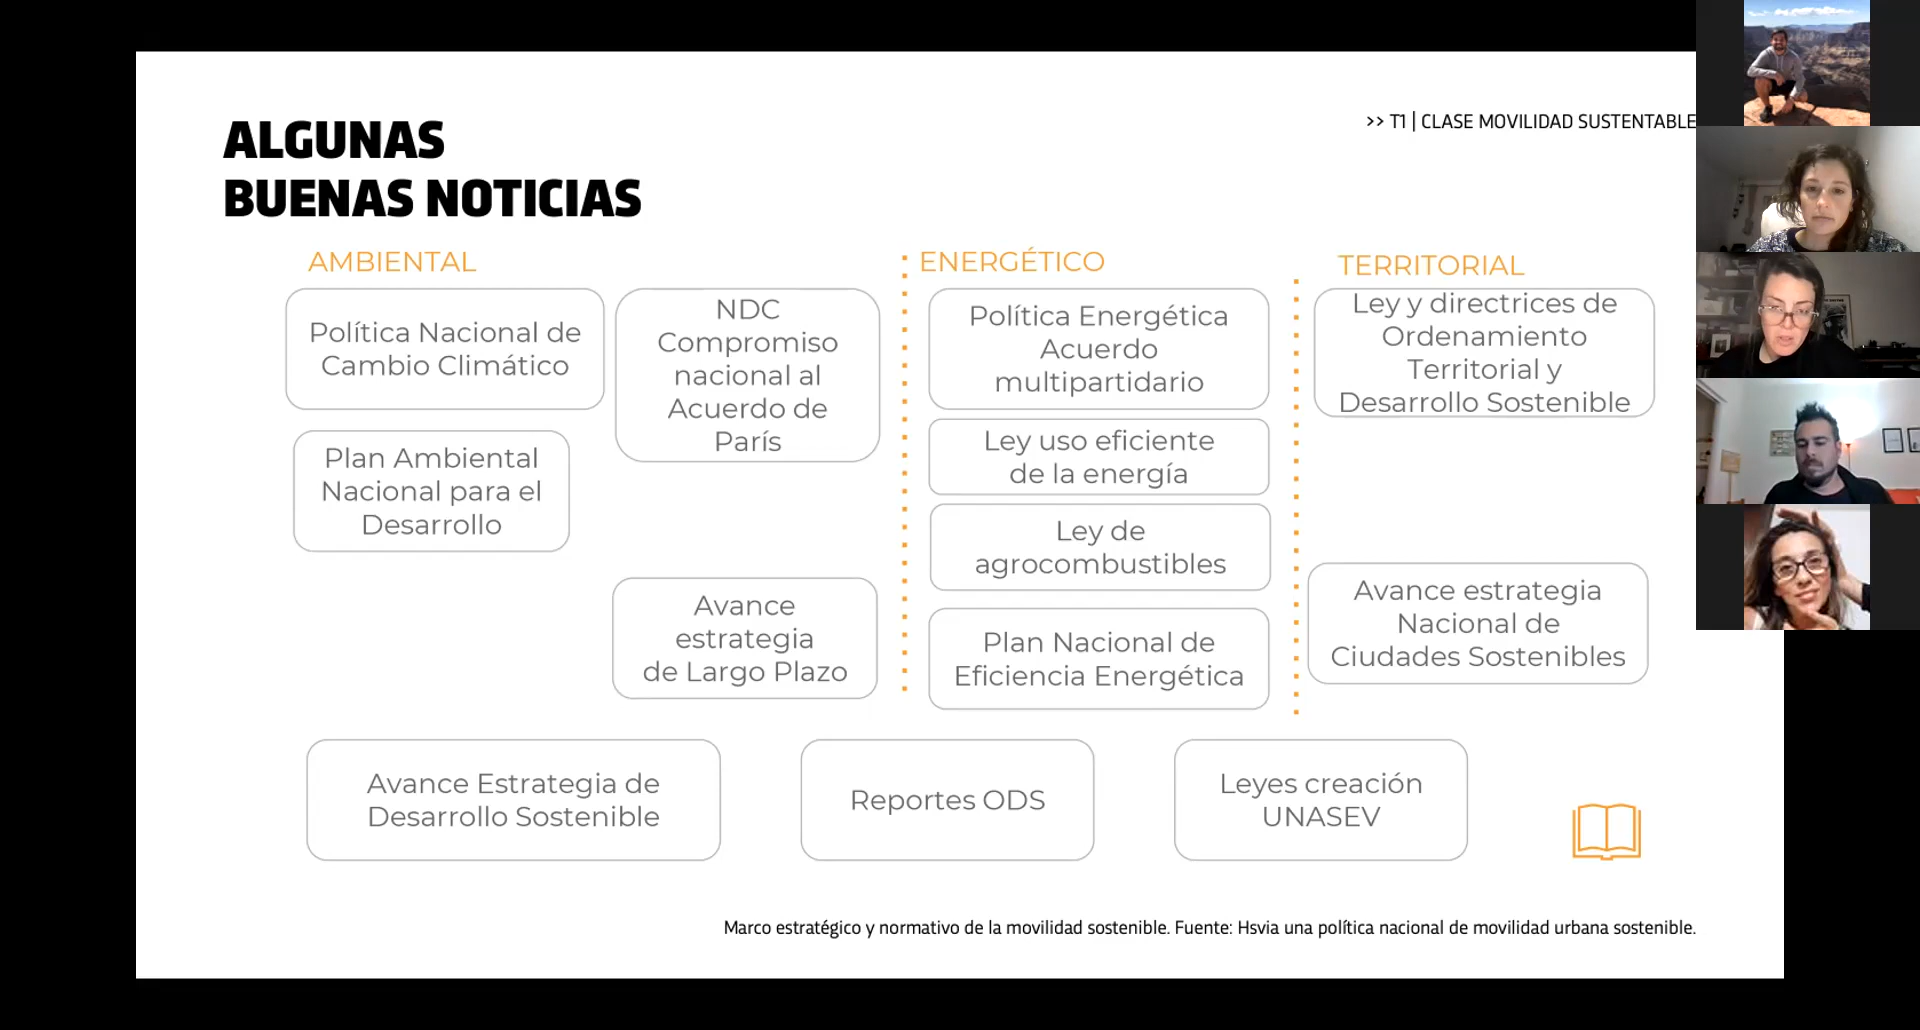 ALGUNAS
BUENAS NOTICIAS
>> T1 | CLASE MOVILIDAD SUSTENTABLE
AMBIENTAL
Política Nacional de
Cambio Climático
NDC
Compromiso
nacional al
Acuerdo de
París
Plan Ambiental
Nacional para el
Desarrollo
Avance
estrategia
de Largo Plazo
ENERGÉTICO
Política Energética
Acuerdo
multipartidario
Ley uso eficiente
de la energía
Ley de
agrocombustibles
Plan Nacional de
Eficiencia Energética
TERRITORIAL
Ley y directrices de
Ordenamiento
Territorial y
Desarrollo Sostenible
Avance estrategia
Nacional de
Ciudades Sostenibles
Avance Estrategia de
Desarrollo Sostenible
Reportes ODS
Leyes creación
UNASEV
Marco estratégico y normativo de la movilidad sostenible. Fuente: Hsvia una política nacional de movilidad urbana sostenible.